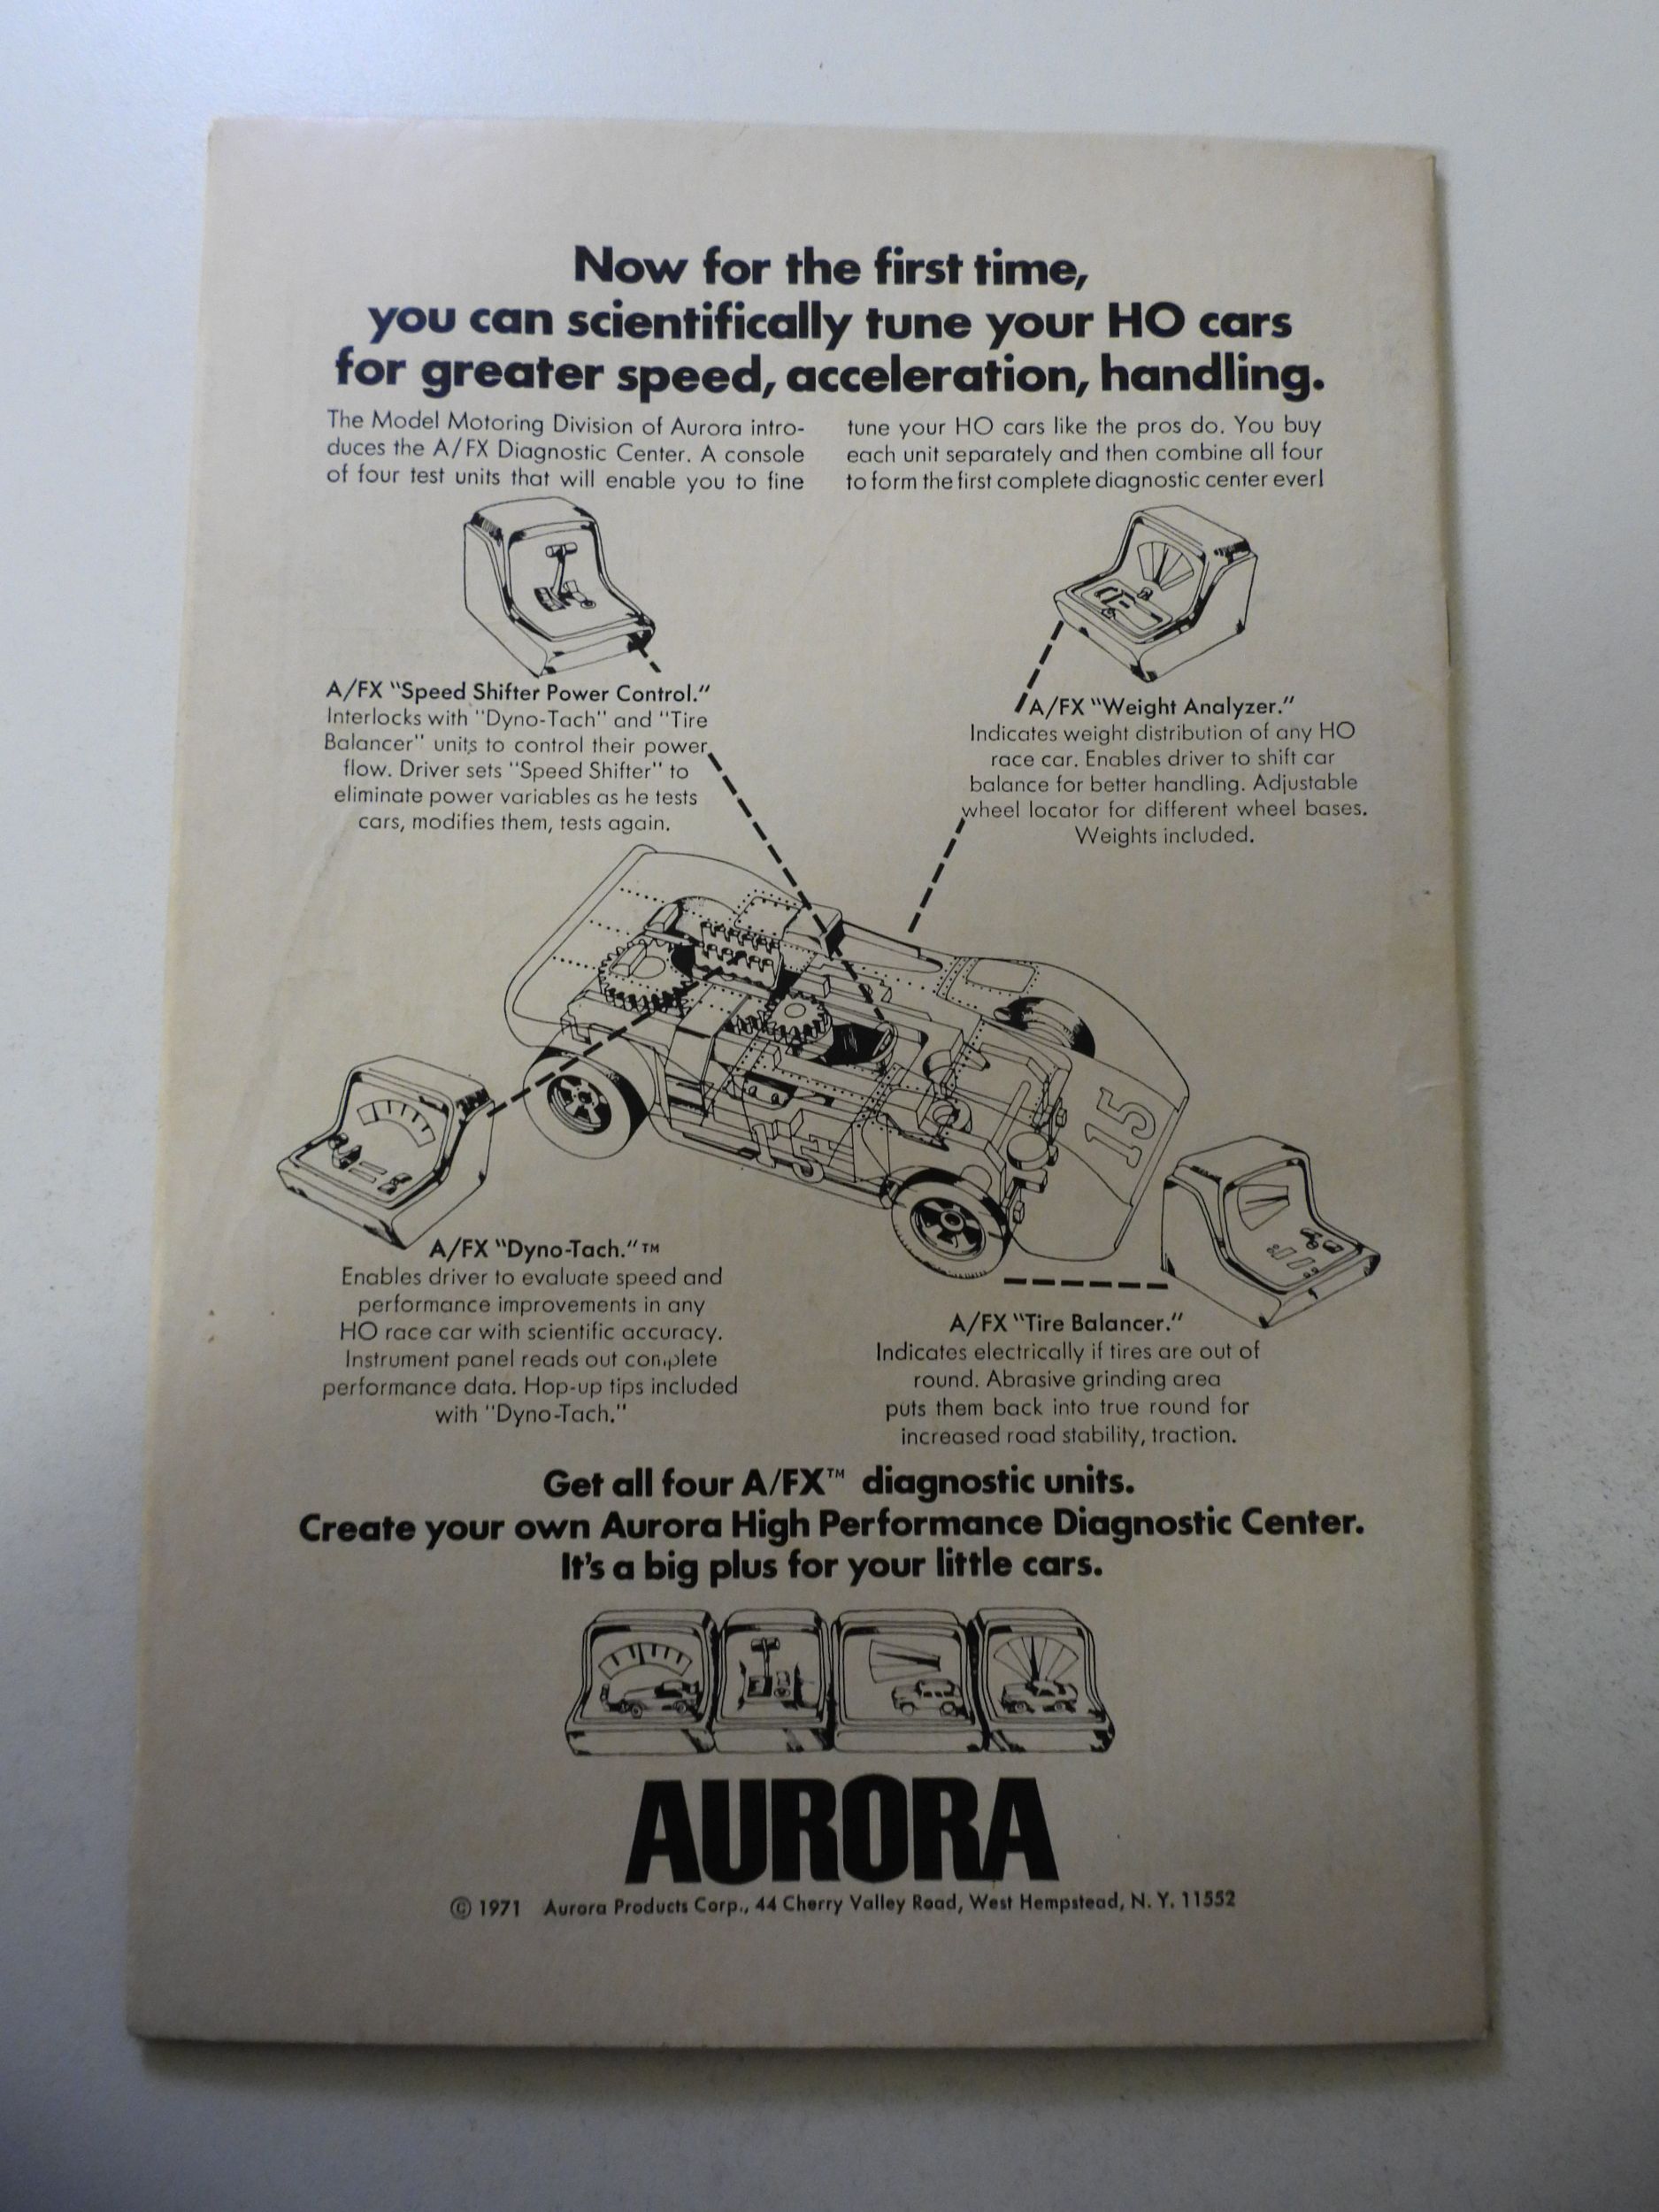 Now for the first time,
you can scientifically tune your HO cars
for greater speed, acceleration, handling.
The Model Motoring Division of Aurora intro-
duces the A/FX Diagnostic Center. A console
of four test units that will enable you to fine
tune your HO cars like the pros do. You buy
each unit separately and then combine all four
to form the first complete diagnostic center ever!
A/FX "Speed Shifter Power Control."
Interlocks with "Dyno-Tach" and "Tire
Balancer" units to control their power
flow. Driver sets "Speed Shifter" to
eliminate power variables as he tests
cars, modifies them, tests again.
A/FX "Weight Analyzer."
Indicates weight distribution of any HO
race car. Enables driver to shift car
balance for better handling. Adjustable
wheel locator for different wheel bases.
Weights included.
15
15
A/FX "Dyno-Tach."™
Enables driver to evaluate speed and
performance improvements in any
HO race car with scientific accuracy.
Instrument panel reads out complete
performance data. Hop-up tips included
with "Dyno-Tach."
A/FX "Tire Balancer."
Indicates electrically if tires are out of
round. Abrasive grinding area
puts them back into true round for
increased road stability, traction.
Get all four A/FX™ diagnostic units.
Create your own Aurora High Performance Diagnostic Center.
It's a big plus for your little cars.
AURORA
© 1971 Aurora Products Corp., 44 Cherry Valley Road, West Hempstead, N. Y. 11552